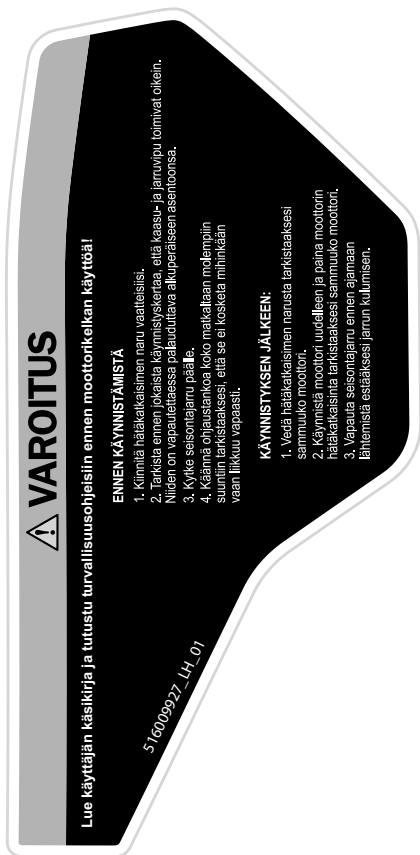 VAROITUS
Lue käyttäjän käsikirja ja tutustu turvallisuusohjeisiin ennen moottorikelkan käyttöä!
ENNEN KÄYNNISTÄMISTÄ
1. Kiinnitä hätäkatkaisimen naru vaatteisiisi.
2. Tarkista ennen jokaista käynnistyskertaa, että kaasu- ja jarruvipu toimivat oikein.
Niiden on vapautettaessa palauduttava alkuperäiseen asentoonsa.
3. Kytke seisontajarru päälle.
4. Käännä ohjaustankoa koko matkaltaan molempiin
suuntiin tarkistaaksesi, että se ei kosketa mihinkään
vaan liikkuu vapaasti.
KÄYNNISTYKSEN JÄLKEEN:
1. Vedä hätäkatkaisimen narusta tarkistaaksesi
sammuuko moottori.
2. Käynnistä moottori uudelleen ja paina moottorin
hätäkatkaisinta tarkistaaksesi sammuuko moottori.
3. Vapauta seisontajarru ennen ajamaan
lähtemistä estääksesi jarrun kulumisen.
516009927_LH_01